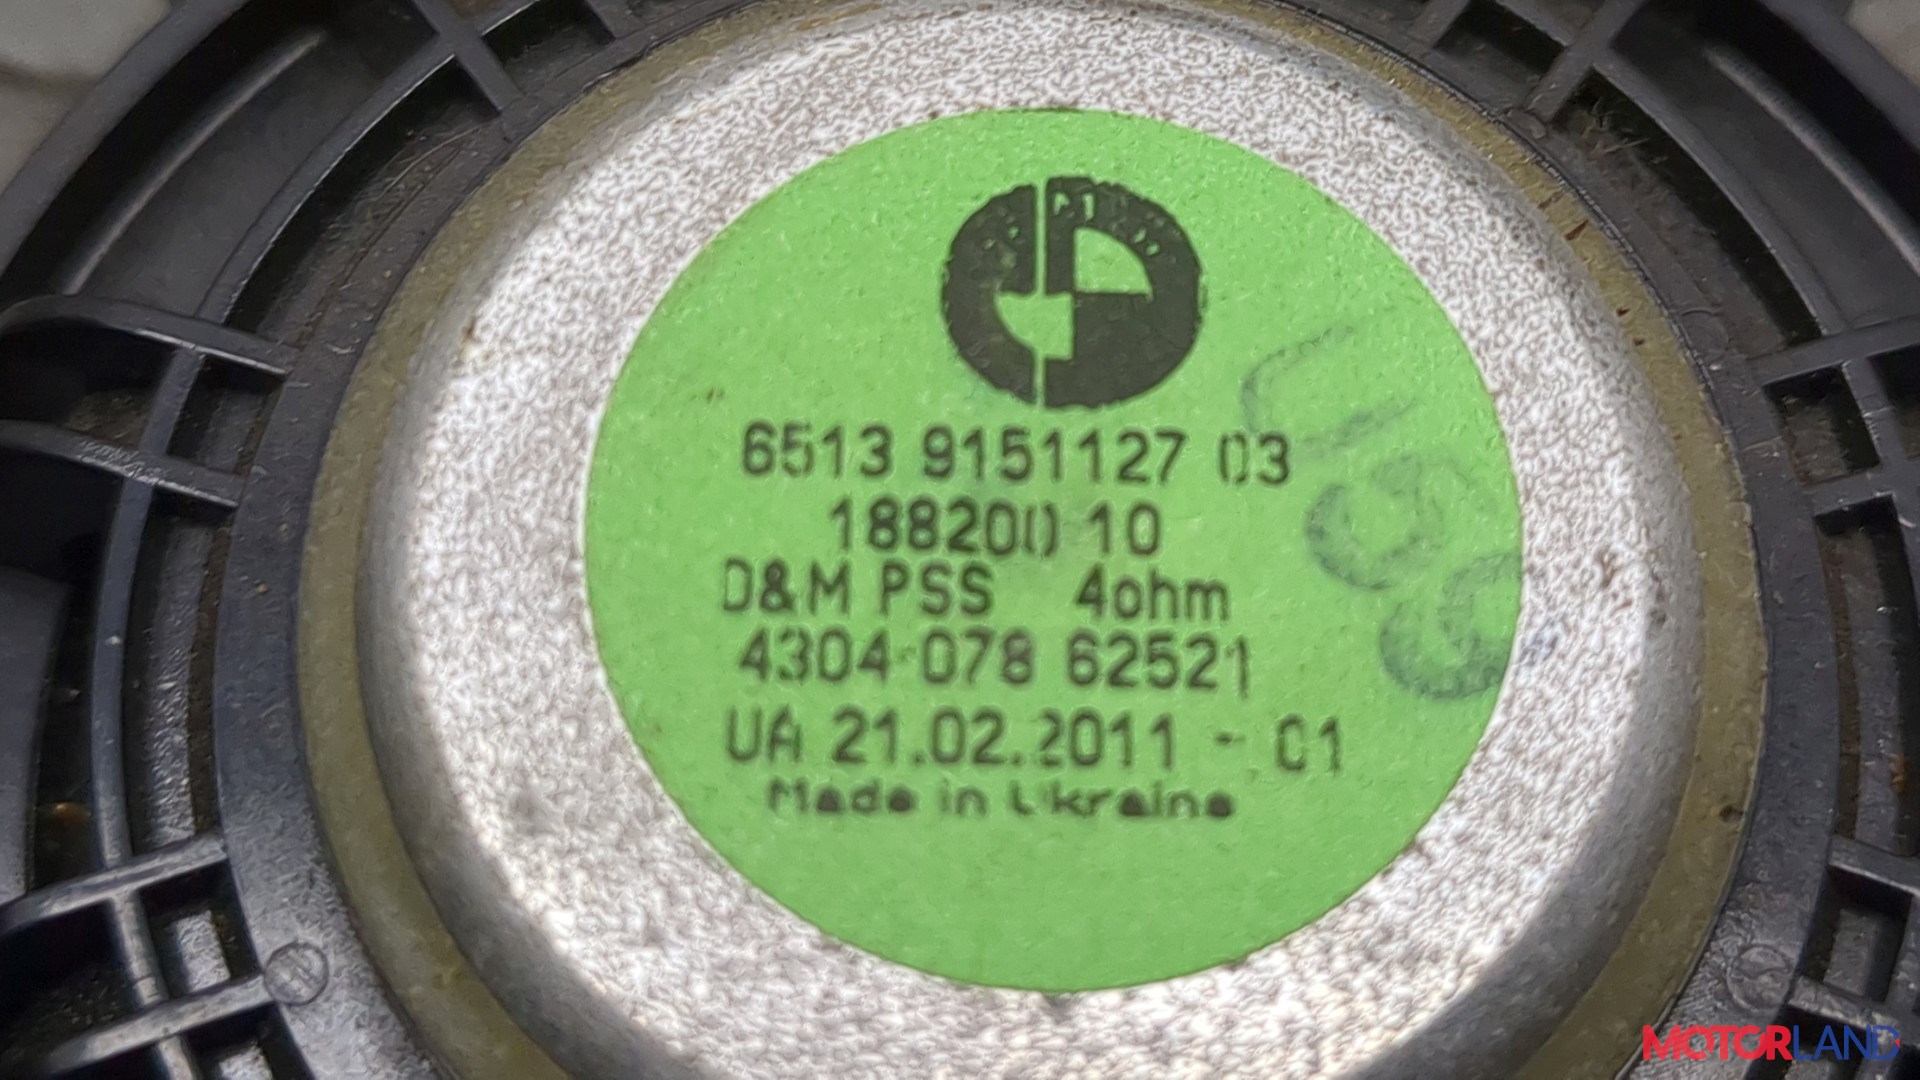 6513 9151127 03
188200 10
D&M PSS 4ohm
4304 078 62521
UA 21.02.2011 - 01
Made in Ukraine
MOTORLAND